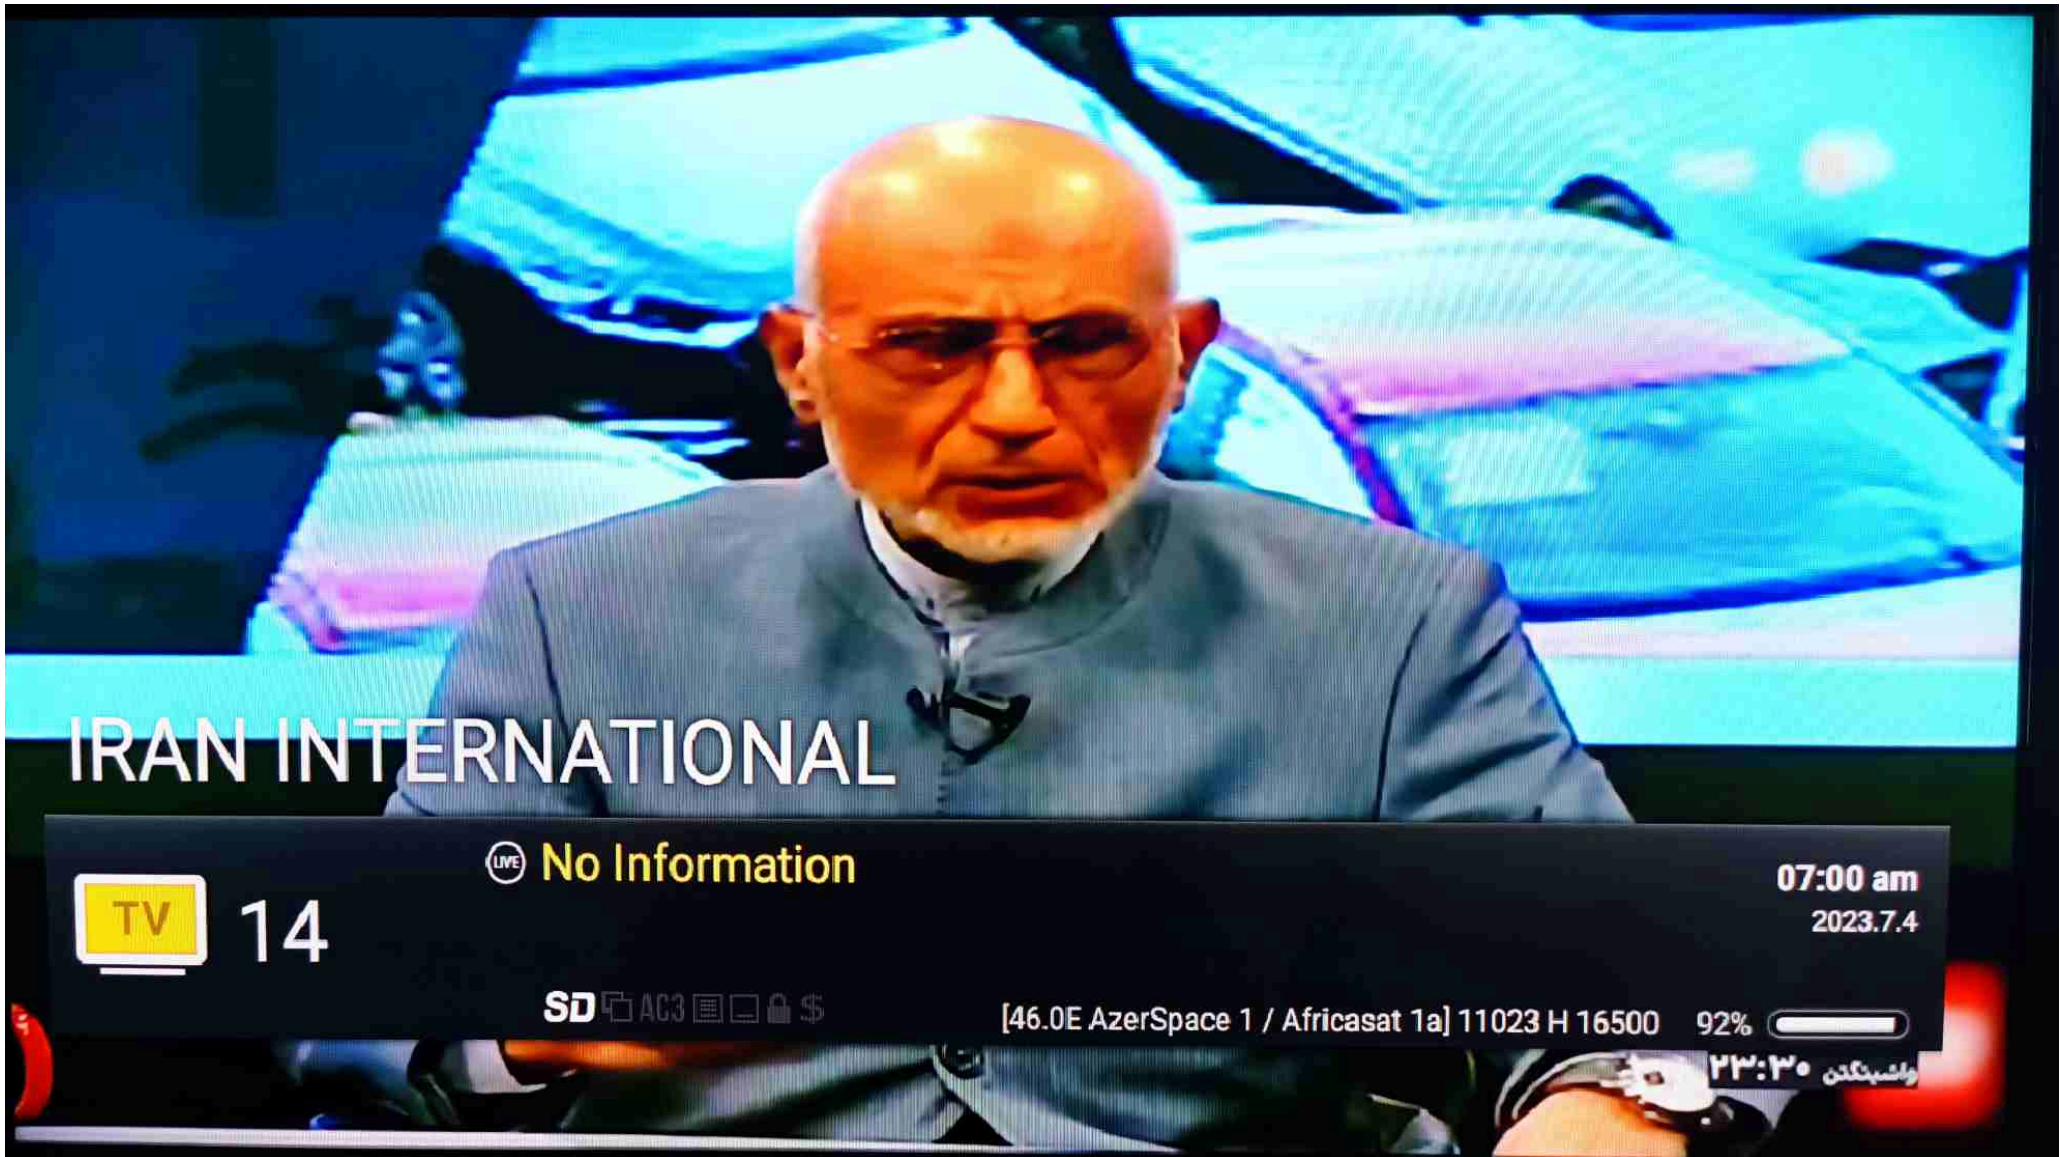 IRAN INTERNATIONAL
LIVE No Information
TV 14
07:00 am
2023.7.4
SD AC3 $
[46.0E AzerSpace 1 / Africasat 1a] 11023 H 16500 92%
واشینگتن ۲۳:۳۰